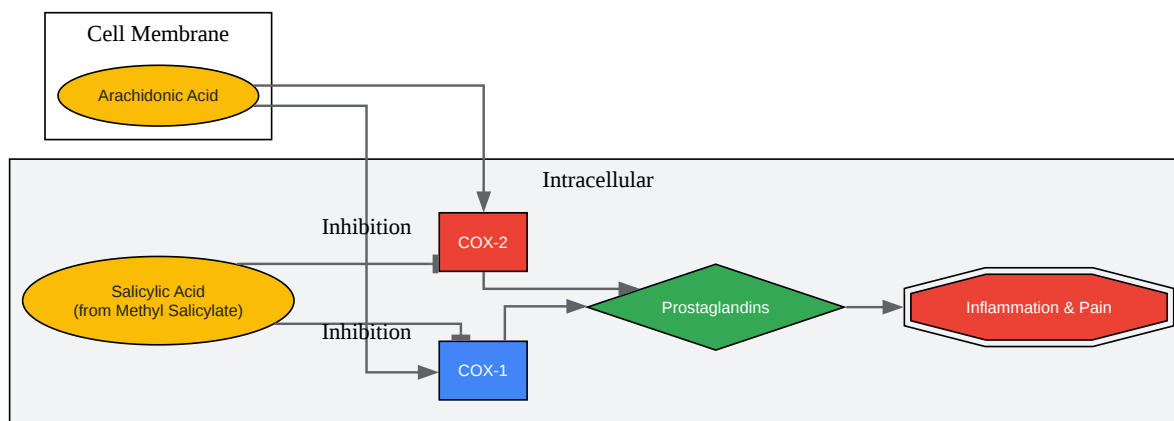 Cell Membrane
Arachidonic Acid
Intracellular
Inhibition
COX-2
Salicylic Acid
(from Methyl Salicylate)
Prostaglandins
Inflammation & Pain
Inhibition
COX-1